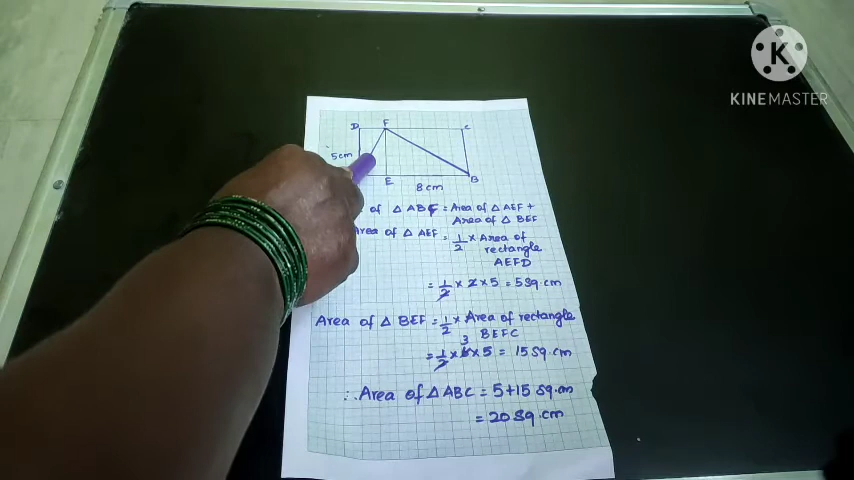 K
KINEMASTER
D F C
5cm
E 8cm B
of △ ABF = Area of △ AEF +
Area of △ BEF
Area of △ AEF = 1/2 × Area of
rectangle
AEFD
= 1/2 × 2 × 5 = 5 sq.cm
Area of △ BEF = 1/2 × Area of rectangle
BEFC
3
= 1/2 × 6 × 5 = 15 sq.cm
∴ Area of △ ABC = 5+15 sq.cm
= 20 sq.cm